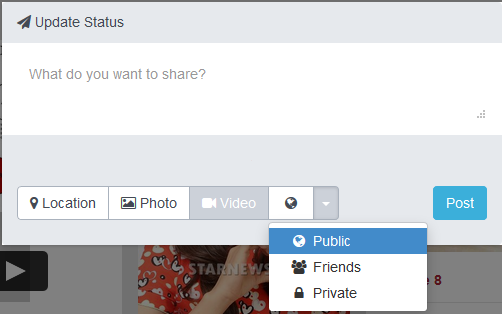 Update Status
What do you want to share?
Location Photo Video Post
Public
Friends
Private
STARNEWS
8